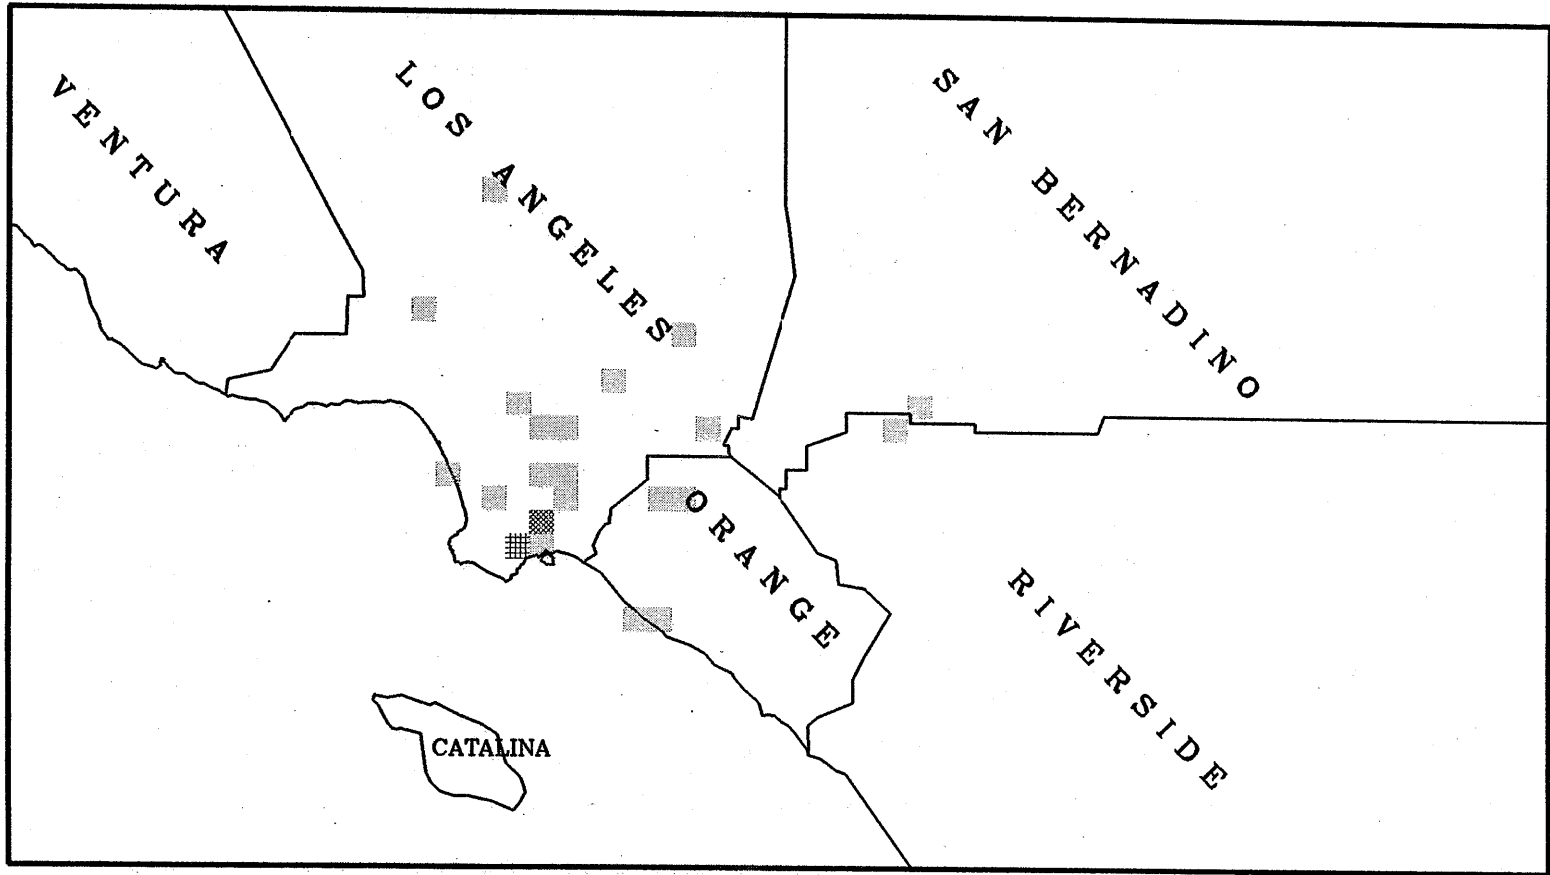 VENTURA
LOS ANGELES
SAN BERNADINO
ORANGE
RIVERSIDE
CATALINA